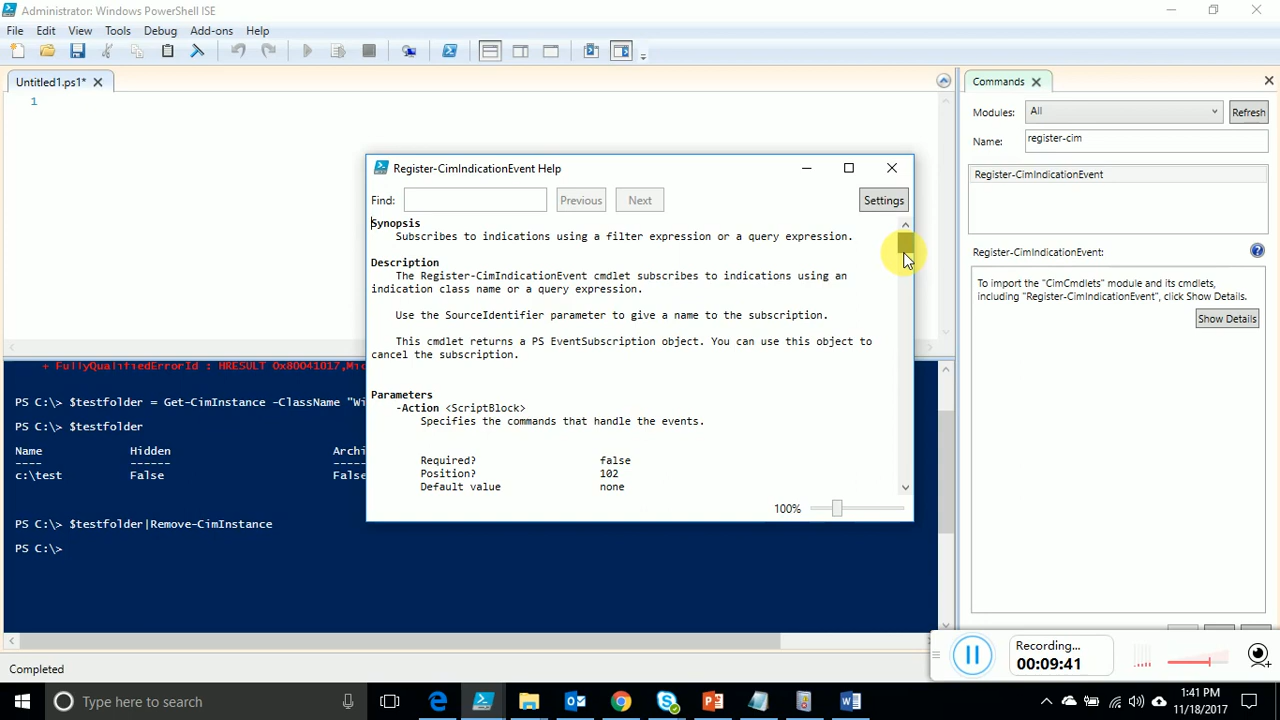 Administrator: Windows PowerShell ISE
File Edit View Tools Debug Add-ons Help
Untitled1.ps1*
1
Commands
Modules: All Refresh
Name: register-cim
Register-CimIndicationEvent
Register-CimIndicationEvent:
To import the "CimCmdlets" module and its cmdlets,
including "Register-CimIndicationEvent", click Show Details.
Show Details
Register-CimIndicationEvent Help
Find: Previous Next Settings
Synopsis
Subscribes to indications using a filter expression or a query expression.
Description
The Register-CimIndicationEvent cmdlet subscribes to indications using an
indication class name or a query expression.
Use the SourceIdentifier parameter to give a name to the subscription.
This cmdlet returns a PS EventSubscription object. You can use this object to
cancel the subscription.
Parameters
-Action <ScriptBlock>
Specifies the commands that handle the events.
Required? false
Position? 102
Default value none
100%
+ FullyQualifiedErrorId : HRESULT 0x80041017,Mic
PS C:\> $testfolder = Get-CimInstance -ClassName "Wi
PS C:\> $testfolder
Name Hidden Archi
---- ------ -----
c:\test False False
PS C:\> $testfolder|Remove-CimInstance
PS C:\>
Completed
Recording...
00:09:41
Type here to search
1:41 PM
11/18/2017